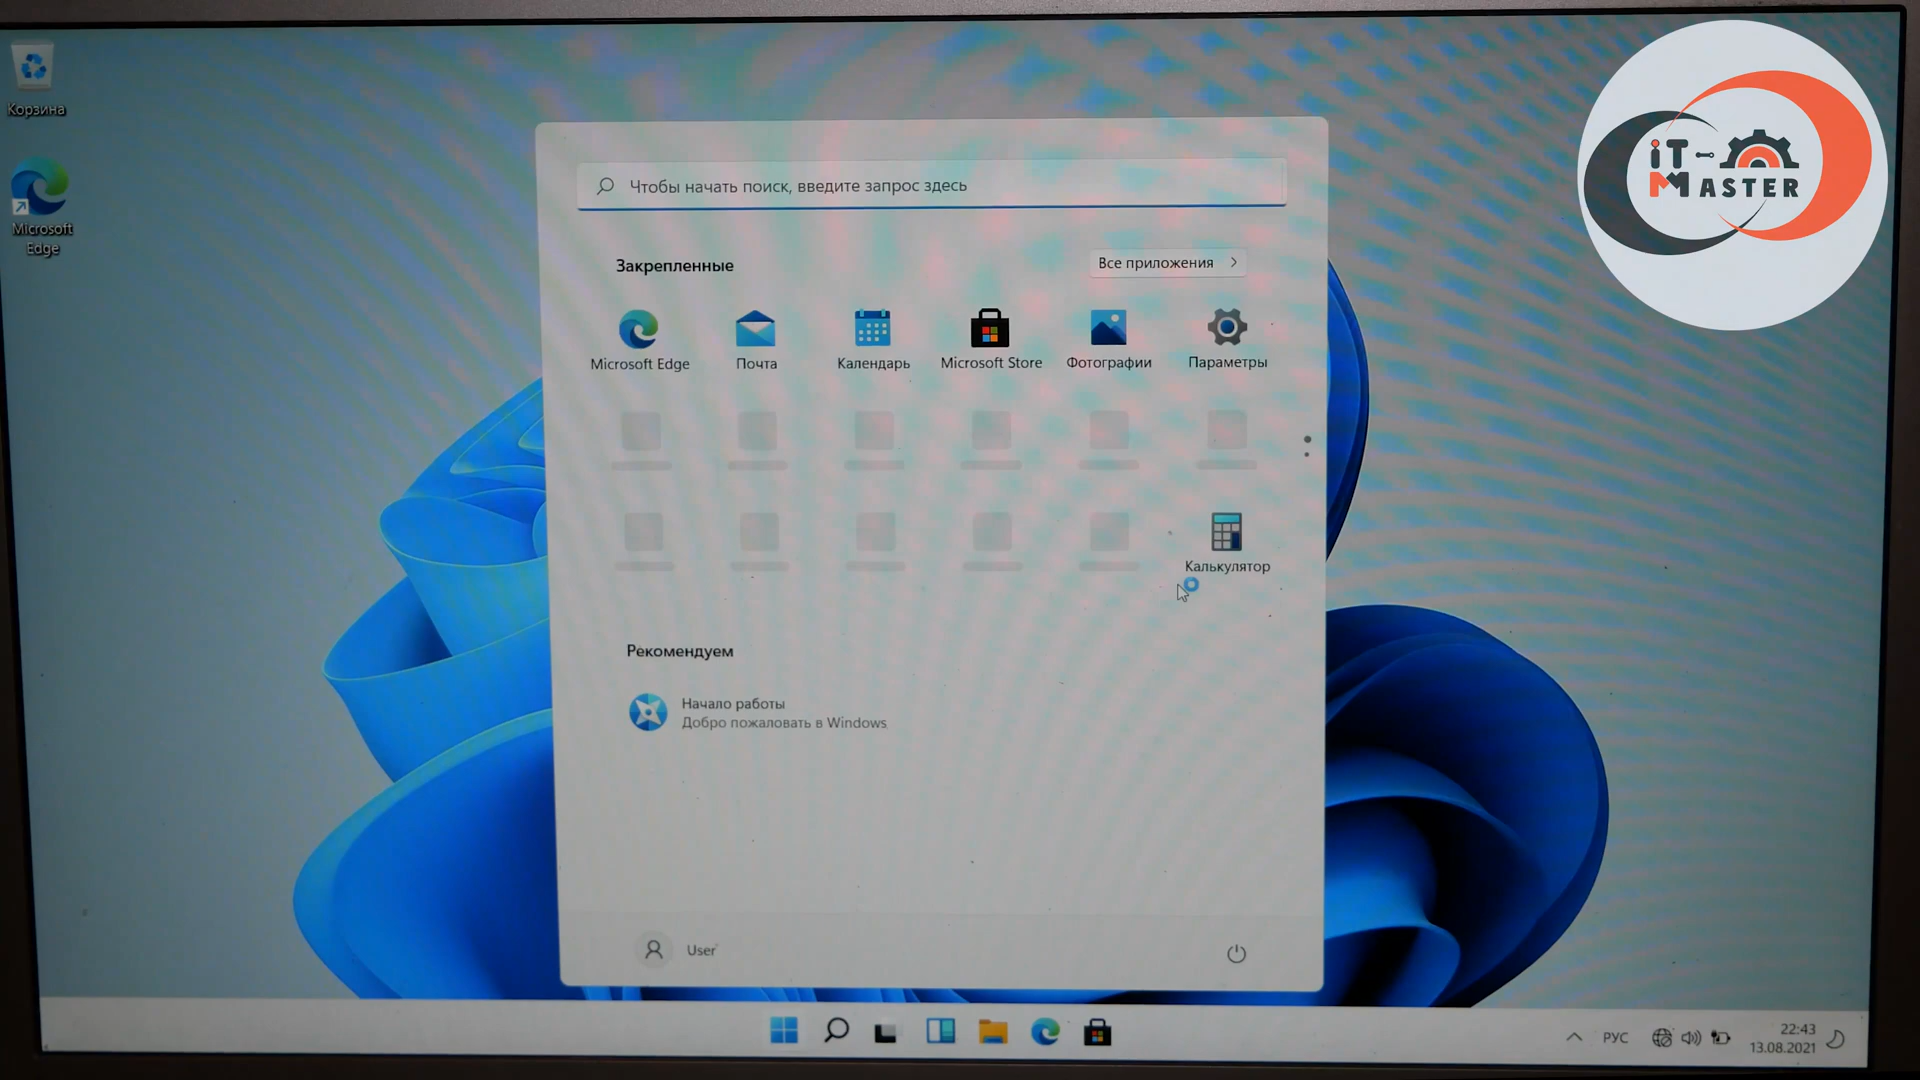 Корзина
Microsoft
Edge
iT-
MASTER
Чтобы начать поиск, введите запрос здесь
Закрепленные
Все приложения
Microsoft Edge
Почта
Календарь
Microsoft Store
Фотографии
Параметры
Калькулятор
Рекомендуем
Начало работы
Добро пожаловать в Windows
User
РУС
22:43
13.08.2021